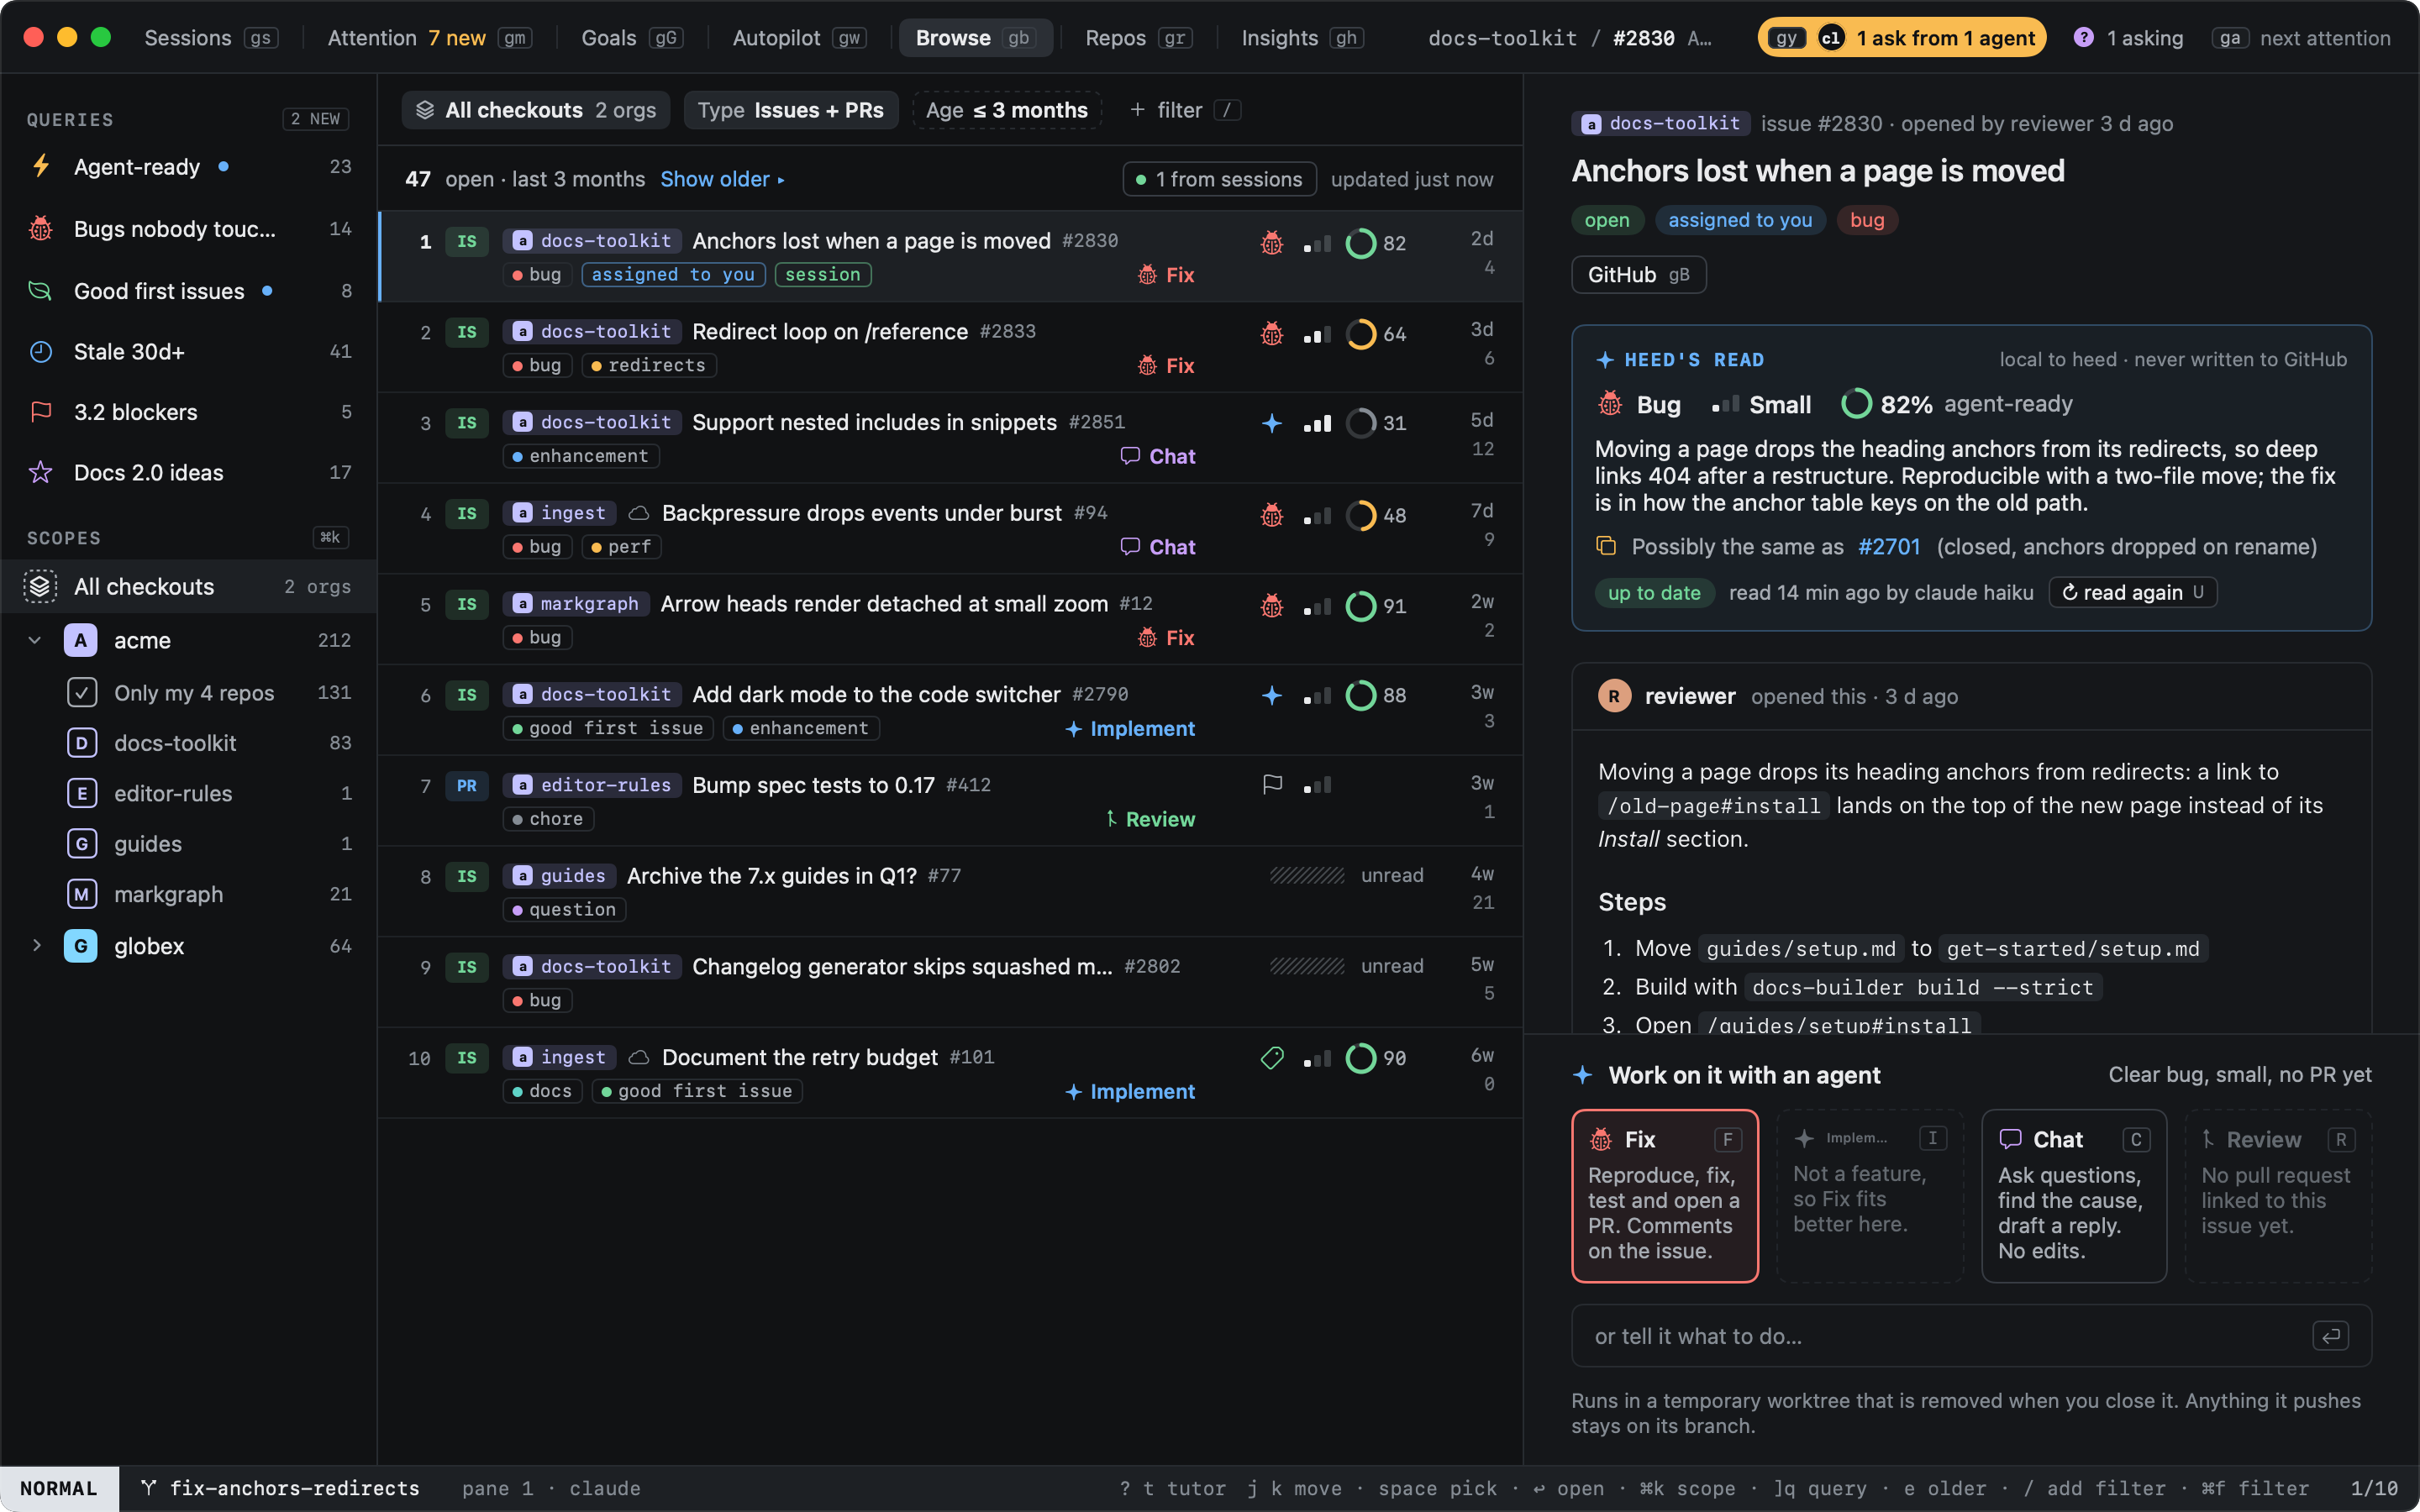 Sessions gs Attention 7 new gm Goals gG Autopilot gw Browse gb Repos gr Insights gh docs-toolkit / #2830 A… gy cl 1 ask from 1 agent ? 1 asking ga next attention
QUERIES 2 NEW
Agent-ready 23
Bugs nobody touc… 14
Good first issues 8
Stale 30d+ 41
3.2 blockers 5
Docs 2.0 ideas 17
SCOPES ⌘k
All checkouts 2 orgs
A acme 212
Only my 4 repos 131
D docs-toolkit 83
E editor-rules 1
G guides 1
M markgraph 21
G globex 64
All checkouts 2 orgs Type Issues + PRs Age ≤ 3 months + filter /
47 open · last 3 months Show older ▸ 1 from sessions updated just now
1 IS a docs-toolkit Anchors lost when a page is moved #2830 82 2d
bug assigned to you session Fix 4
2 IS a docs-toolkit Redirect loop on /reference #2833 64 3d
bug redirects Fix 6
3 IS a docs-toolkit Support nested includes in snippets #2851 31 5d
enhancement Chat 12
4 IS a ingest Backpressure drops events under burst #94 48 7d
bug perf Chat 9
5 IS a markgraph Arrow heads render detached at small zoom #12 91 2w
bug Fix 2
6 IS a docs-toolkit Add dark mode to the code switcher #2790 88 3w
good first issue enhancement Implement 3
7 PR a editor-rules Bump spec tests to 0.17 #412 3w
chore Review 1
8 IS a guides Archive the 7.x guides in Q1? #77 unread 4w
question 21
9 IS a docs-toolkit Changelog generator skips squashed m… #2802 unread 5w
bug 5
10 IS a ingest Document the retry budget #101 90 6w
docs good first issue Implement 0
a docs-toolkit issue #2830 · opened by reviewer 3 d ago
Anchors lost when a page is moved
open assigned to you bug
GitHub gB
HEED'S READ local to heed · never written to GitHub
Bug Small 82% agent-ready
Moving a page drops the heading anchors from its redirects, so deep
links 404 after a restructure. Reproducible with a two-file move; the fix
is in how the anchor table keys on the old path.
Possibly the same as #2701 (closed, anchors dropped on rename)
up to date read 14 min ago by claude haiku read again U
R reviewer opened this · 3 d ago
Moving a page drops its heading anchors from redirects: a link to
/old-page#install lands on the top of the new page instead of its
Install section.
Steps
1. Move guides/setup.md to get-started/setup.md
2. Build with docs-builder build --strict
3. Open /guides/setup#install
Work on it with an agent Clear bug, small, no PR yet
Fix F
Reproduce, fix,
test and open a
PR. Comments
on the issue.
Implem… I
Not a feature,
so Fix fits
better here.
Chat C
Ask questions,
find the cause,
draft a reply.
No edits.
Review R
No pull request
linked to this
issue yet.
or tell it what to do…
Runs in a temporary worktree that is removed when you close it. Anything it pushes
stays on its branch.
NORMAL fix-anchors-redirects pane 1 · claude ? t tutor j k move · space pick · ↩ open · ⌘k scope · ]q query · e older · / add filter · ⌘f filter 1/10